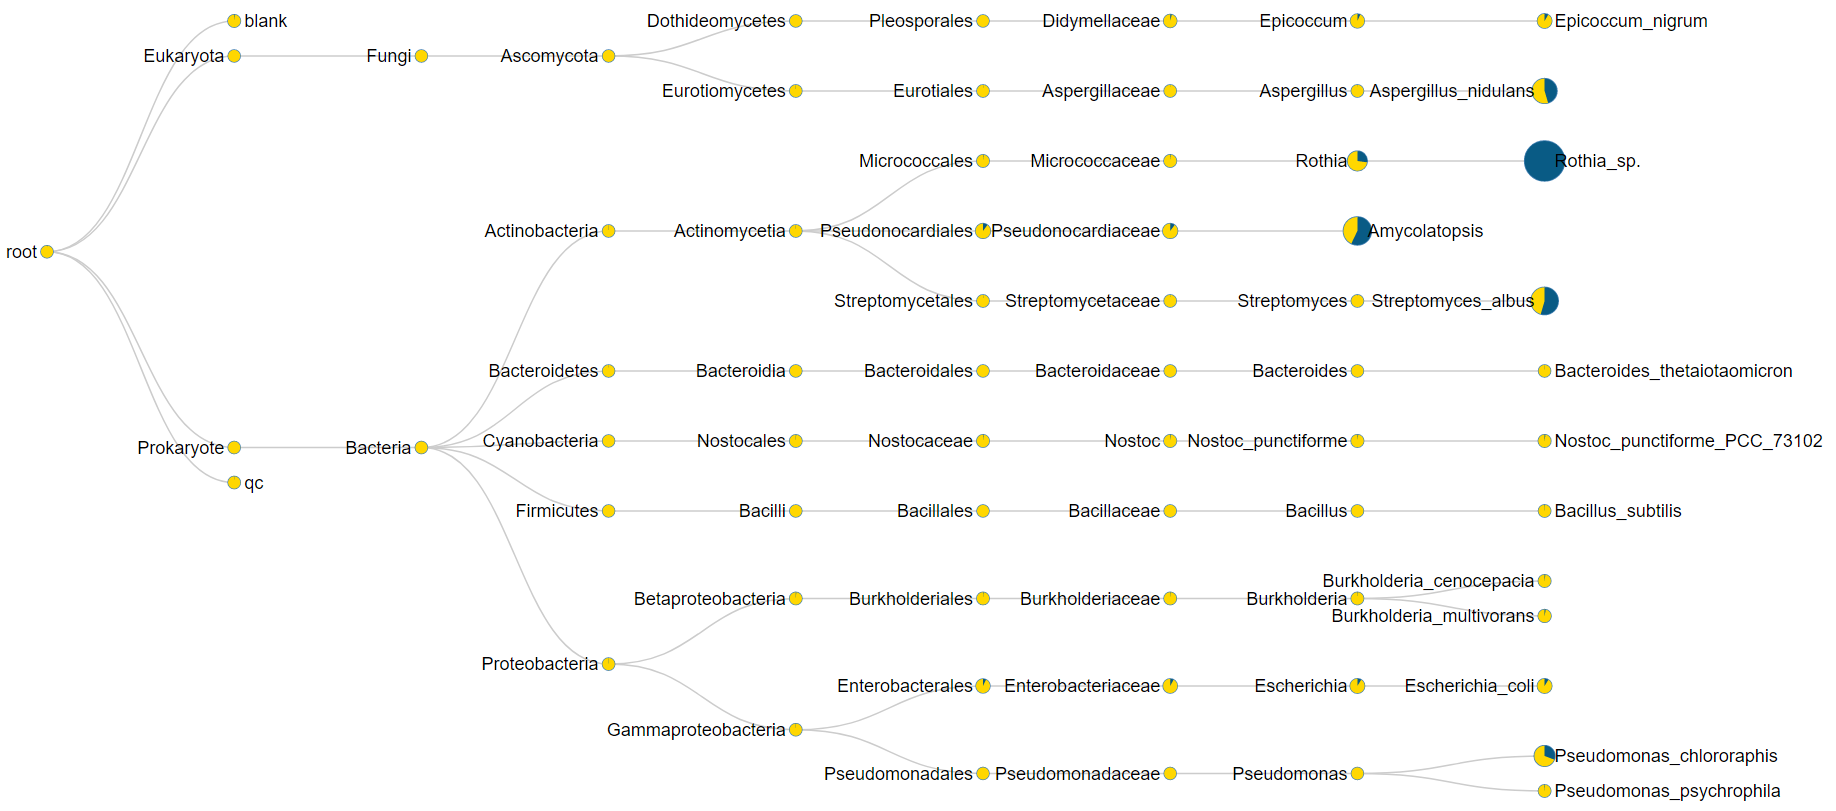 blank
Dothideomycetes Pleosporales Didymellaceae Epicoccum Epicoccum_nigrum
Eukaryota Fungi Ascomycota
Eurotiomycetes Eurotiales Aspergillaceae Aspergillus Aspergillus_nidulans
Micrococcales Micrococcaceae Rothia Rothia_sp.
Actinobacteria Actinomycetia Pseudonocardiales Pseudonocardiaceae Amycolatopsis
root
Streptomycetales Streptomycetaceae Streptomyces Streptomyces_albus
Bacteroidetes Bacteroidia Bacteroidales Bacteroidaceae Bacteroides Bacteroides_thetaiotaomicron
Cyanobacteria Nostocales Nostocaceae Nostoc Nostoc_punctiforme Nostoc_punctiforme_PCC_73102
Prokaryote Bacteria
qc
Firmicutes Bacilli Bacillales Bacillaceae Bacillus Bacillus_subtilis
Burkholderia_cenocepacia
Betaproteobacteria Burkholderiales Burkholderiaceae Burkholderia
Burkholderia_multivorans
Proteobacteria
Enterobacterales Enterobacteriaceae Escherichia Escherichia_coli
Gammaproteobacteria
Pseudomonas_chlororaphis
Pseudomonadales Pseudomonadaceae Pseudomonas
Pseudomonas_psychrophila